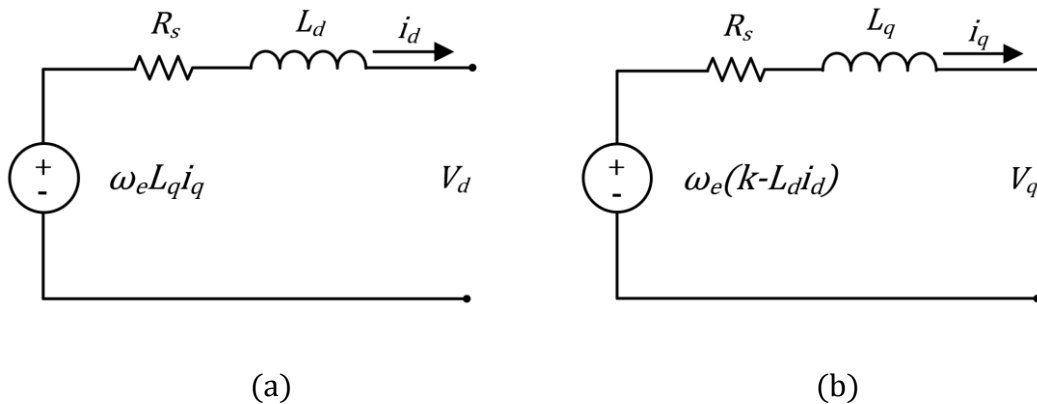 R_s L_d i_d
+
-
ω_e L_q i_q
V_d
(a)
R_s L_q i_q
+
-
ω_e(k-L_d i_d)
V_q
(b)